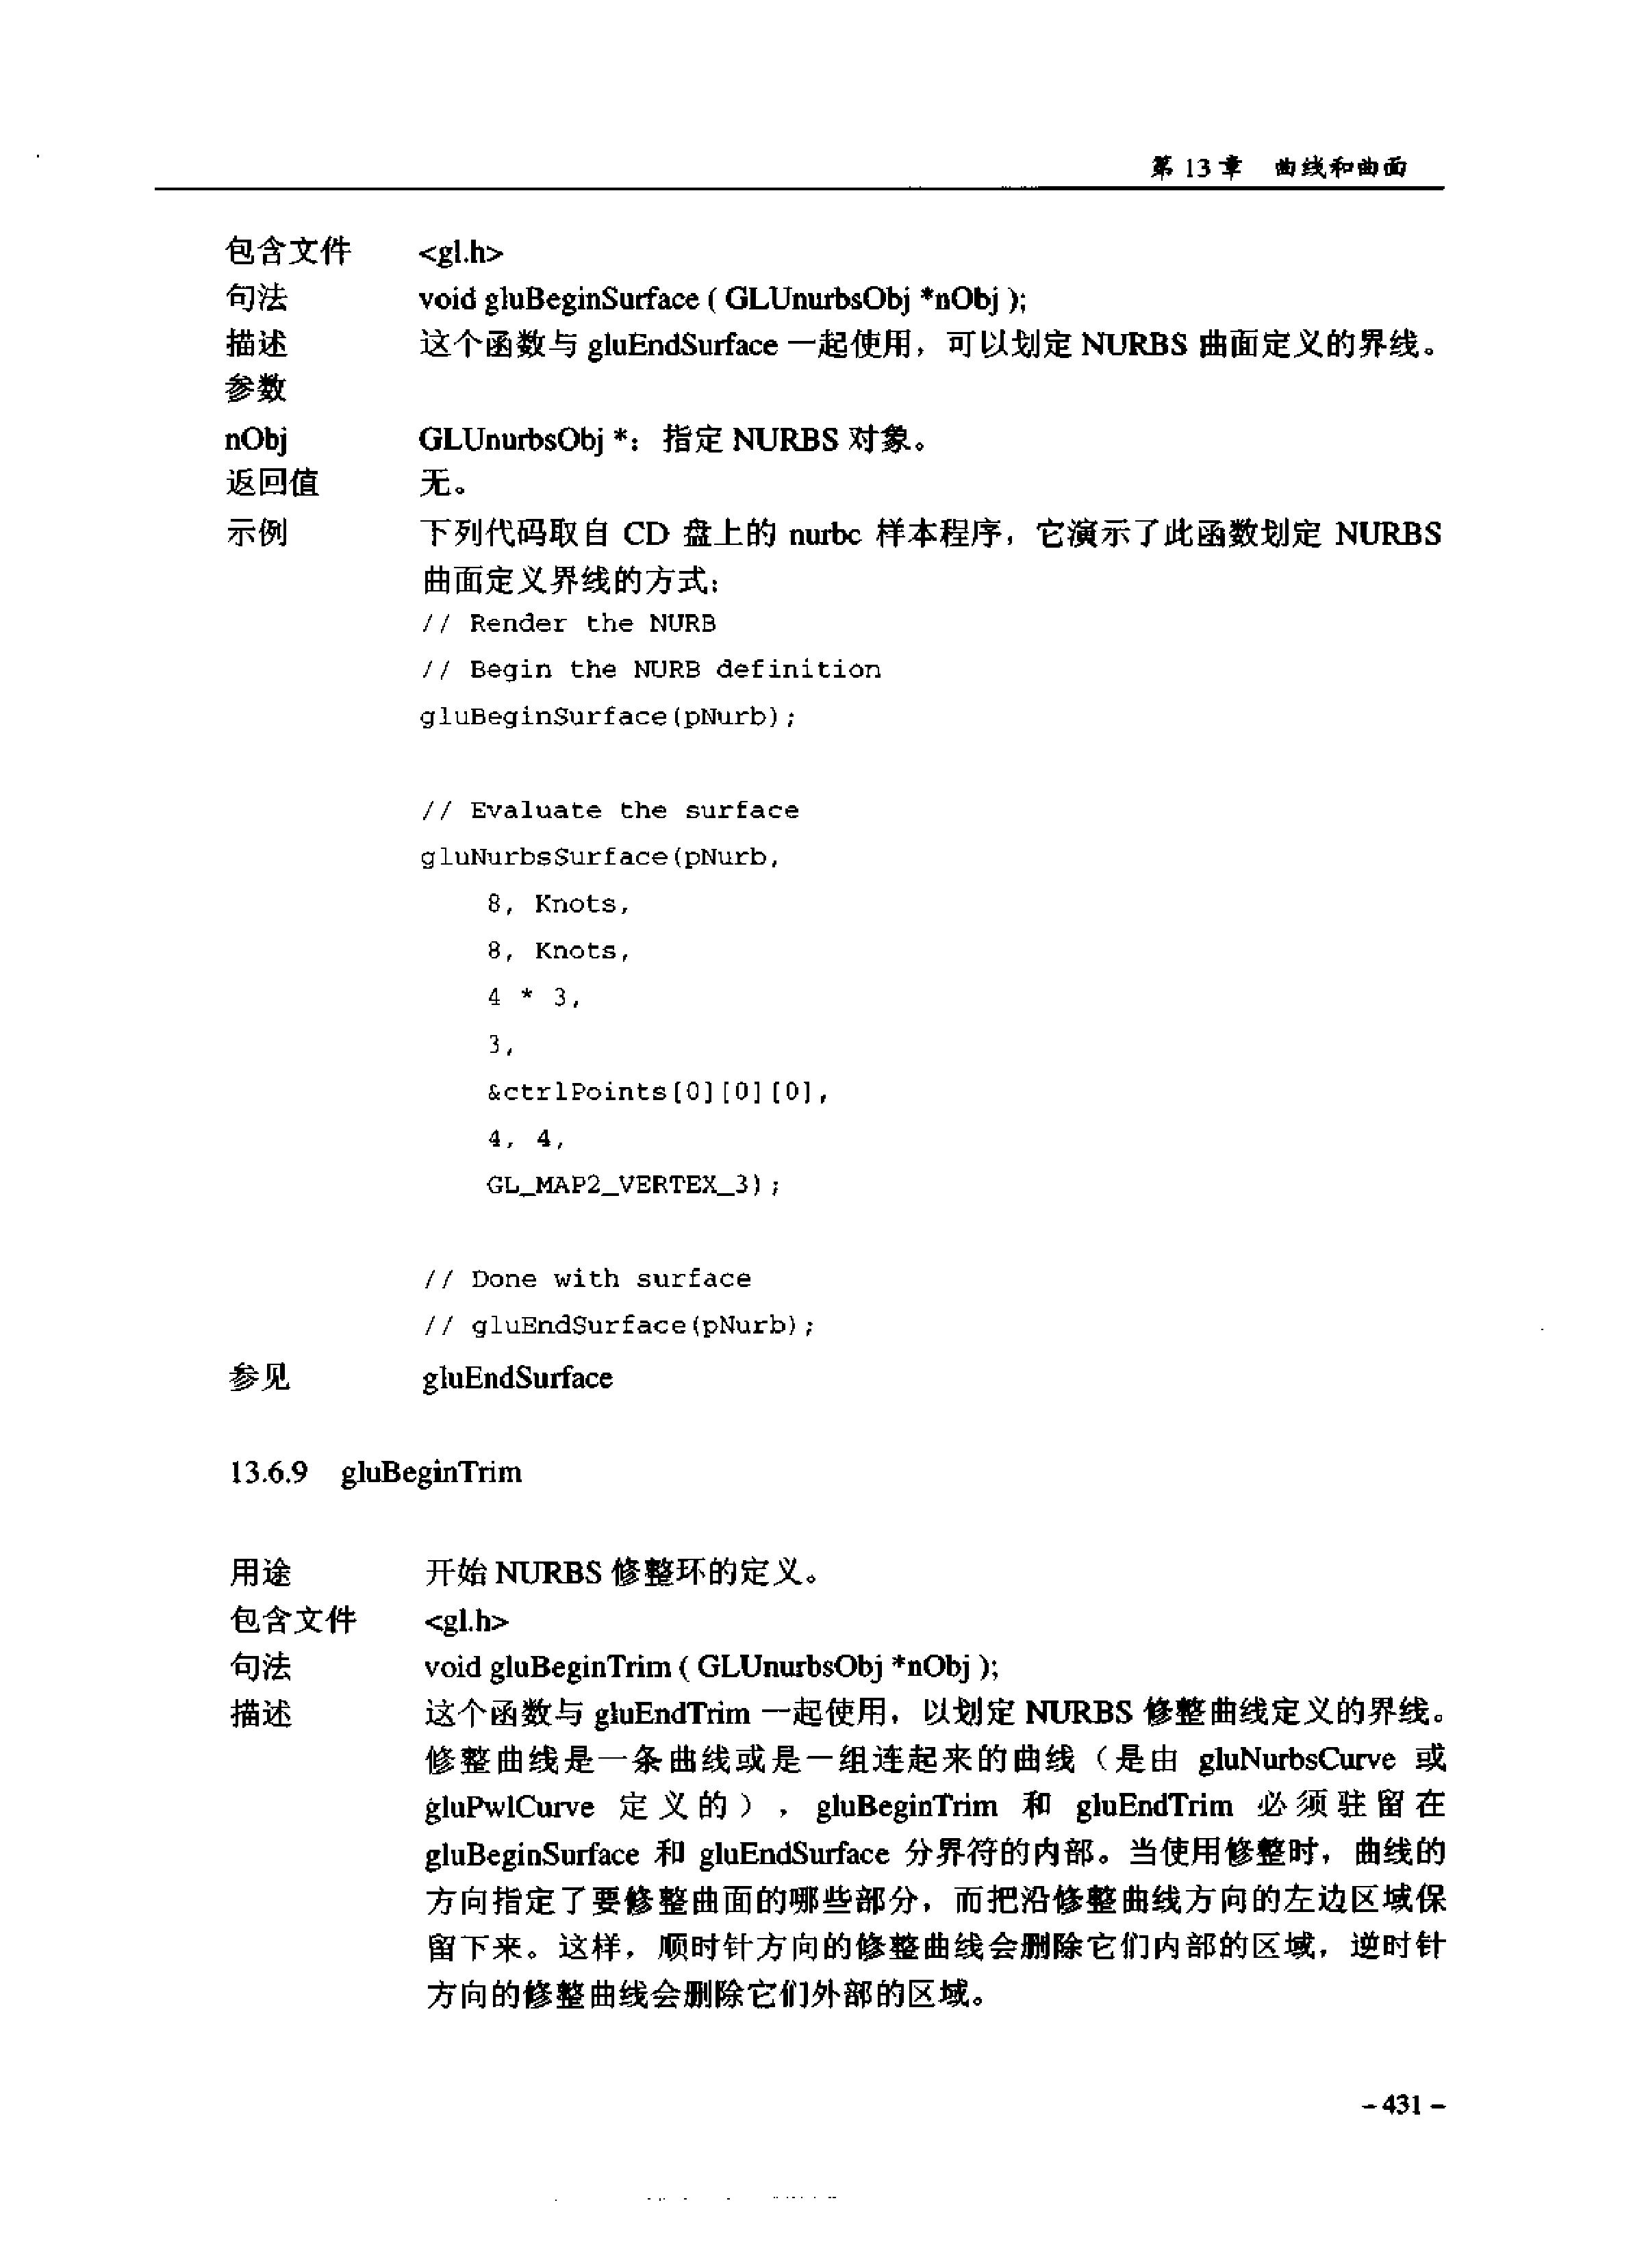 第 13 章　曲线和曲面
包含文件　<gl.h>
句法　void gluBeginSurface ( GLUnurbsObj *nObj );
描述　这个函数与 gluEndSurface 一起使用，可以划定 NURBS 曲面定义的界线。
参数
nObj　GLUnurbsObj *：指定 NURBS 对象。
返回值　无。
示例　下列代码取自 CD 盘上的 nurbc 样本程序，它演示了此函数划定 NURBS
曲面定义界线的方式：
// Render the NURB
// Begin the NURB definition
gluBeginSurface(pNurb);
// Evaluate the surface
gluNurbsSurface(pNurb,
8, Knots,
8, Knots,
4 * 3,
3,
&ctrlPoints[0][0][0],
4, 4,
GL_MAP2_VERTEX_3);
// Done with surface
// gluEndSurface(pNurb);
参见　gluEndSurface
13.6.9　gluBeginTrim
用途　开始 NURBS 修整环的定义。
包含文件　<gl.h>
句法　void gluBeginTrim ( GLUnurbsObj *nObj );
描述　这个函数与 gluEndTrim 一起使用，以划定 NURBS 修整曲线定义的界线。
修整曲线是一条曲线或是一组连起来的曲线（是由 gluNurbsCurve 或
gluPwlCurve 定义的），gluBeginTrim 和 gluEndTrim 必须驻留在
gluBeginSurface 和 gluEndSurface 分界符的内部。当使用修整时，曲线的
方向指定了要修整曲面的哪些部分，而把沿修整曲线方向的左边区域保
留下来。这样，顺时针方向的修整曲线会删除它们内部的区域，逆时针
方向的修整曲线会删除它们外部的区域。
- 431 -